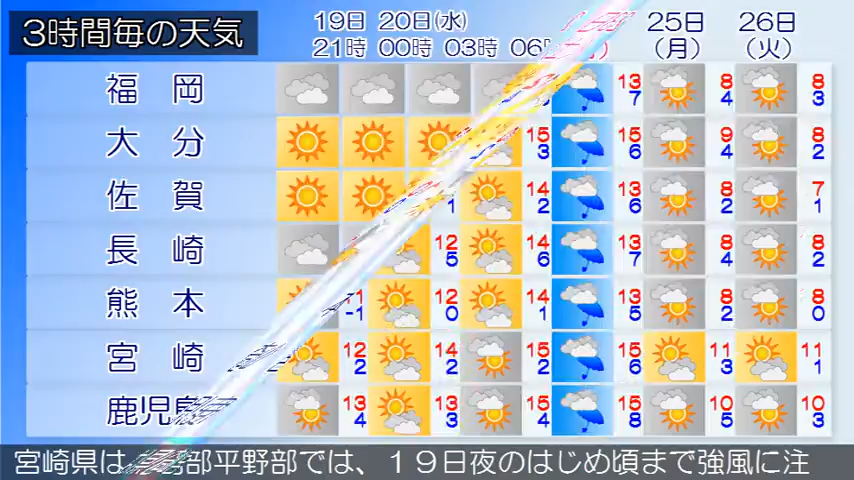 3時間毎の天気
19日 20日(水) 25日 26日
21時 00時 03時 06 (月) (火)
福岡 13 7 8 4 8 3
大分 15 3 15 6 9 4 8 2
佐賀 1 14 2 13 6 8 2 7 1
長崎 12 5 14 6 13 7 8 4 8 2
熊本 -1 12 0 14 1 13 5 8 2 8 0
宮崎 12 2 14 2 15 2 15 6 11 3 11 1
鹿児 13 4 13 3 15 4 15 8 10 5 10 3
宮崎県は 部平野部では、19日夜のはじめ頃まで強風に注